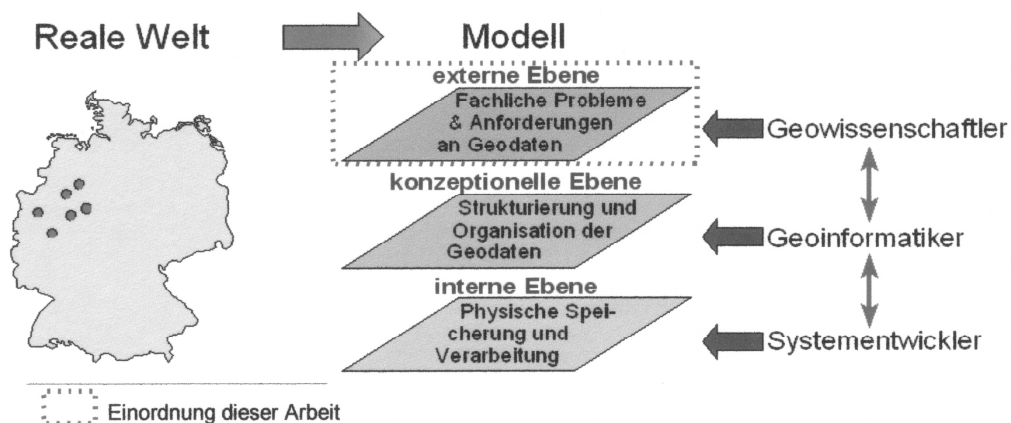 Reale Welt
Modell
externe Ebene
Fachliche Probleme
& Anforderungen
an Geodaten
Geowissenschaftler
konzeptionelle Ebene
Strukturierung und
Organisation der
Geodaten
Geoinformatiker
interne Ebene
Physische Spei-
cherung und
Verarbeitung
Systementwickler
Einordnung dieser Arbeit